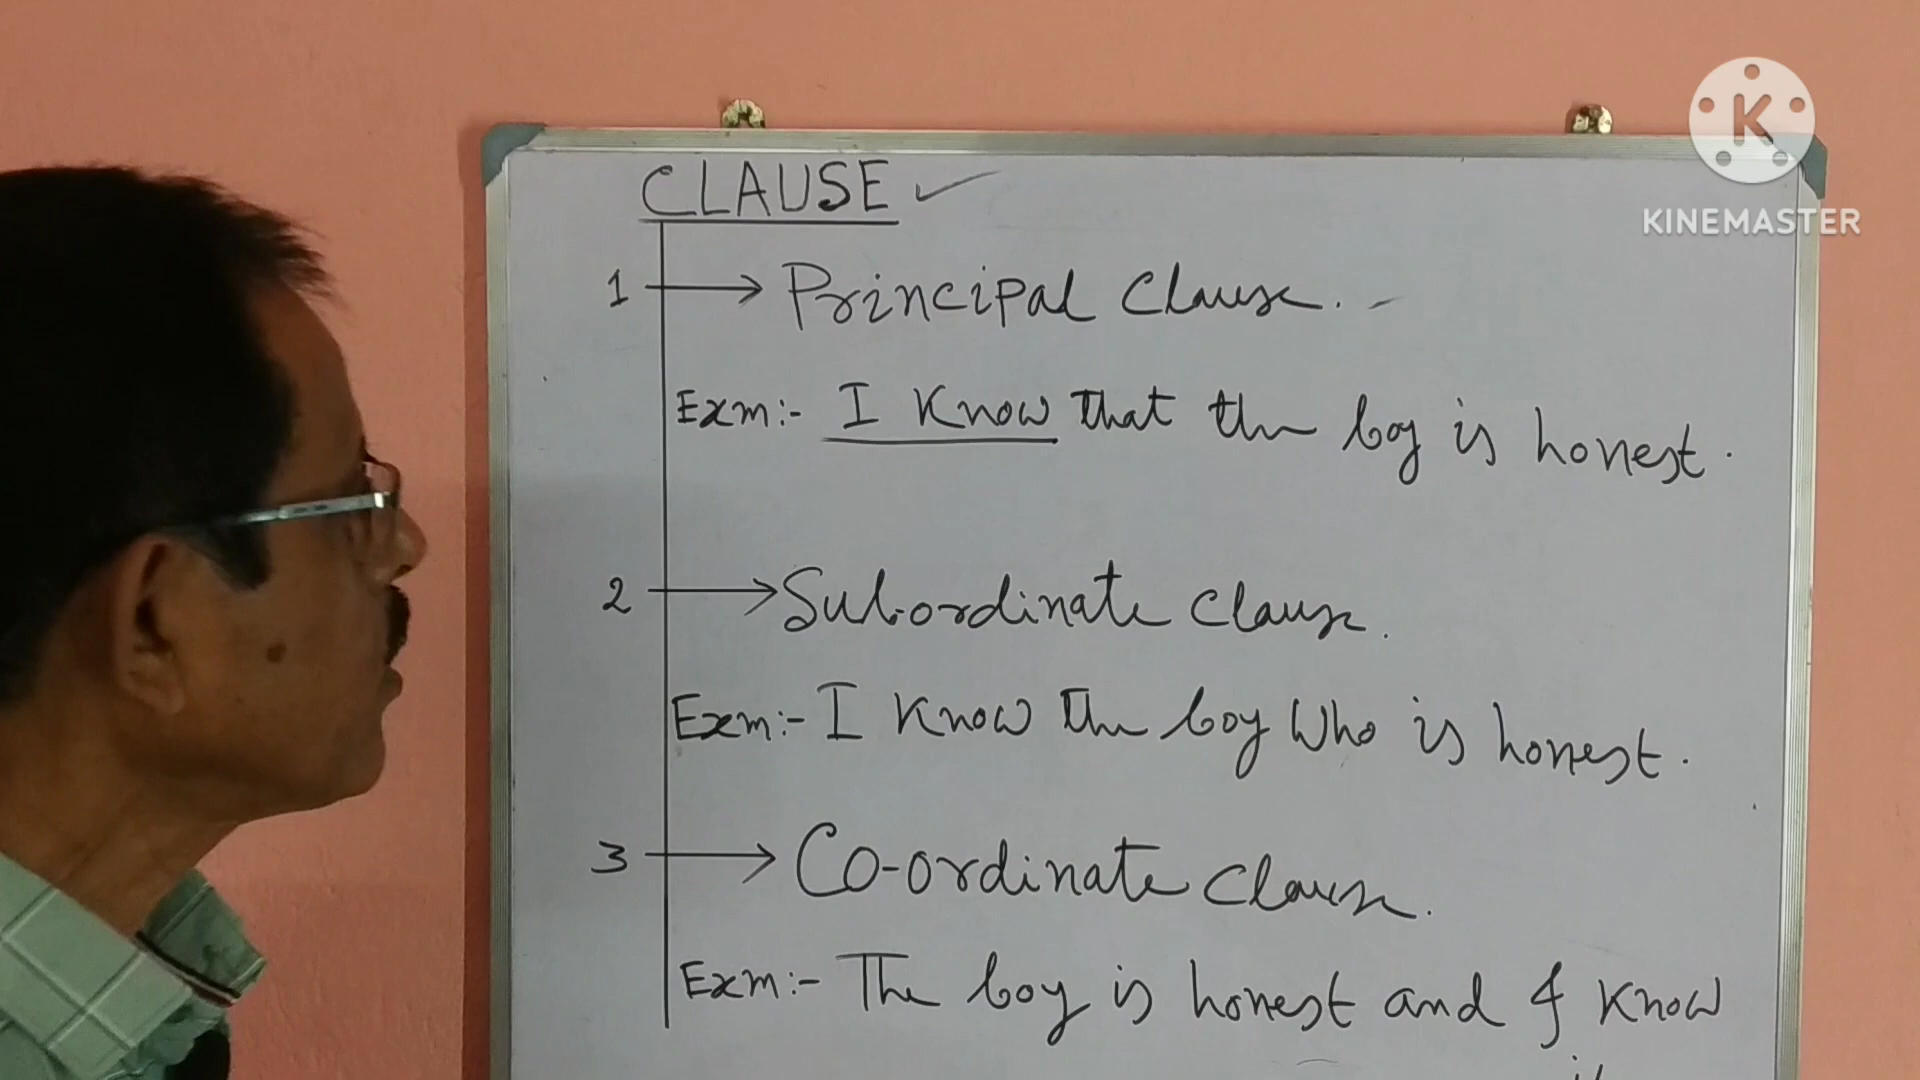 CLAUSE
1 → Principal Clause.
Exm:- I Know that the boy is honest.
2 → Subordinate Clause.
Exm:- I Know The boy Who is honest.
3 → Co-ordinate Clause.
Exm:- The boy is honest and I Know
K
KINEMASTER